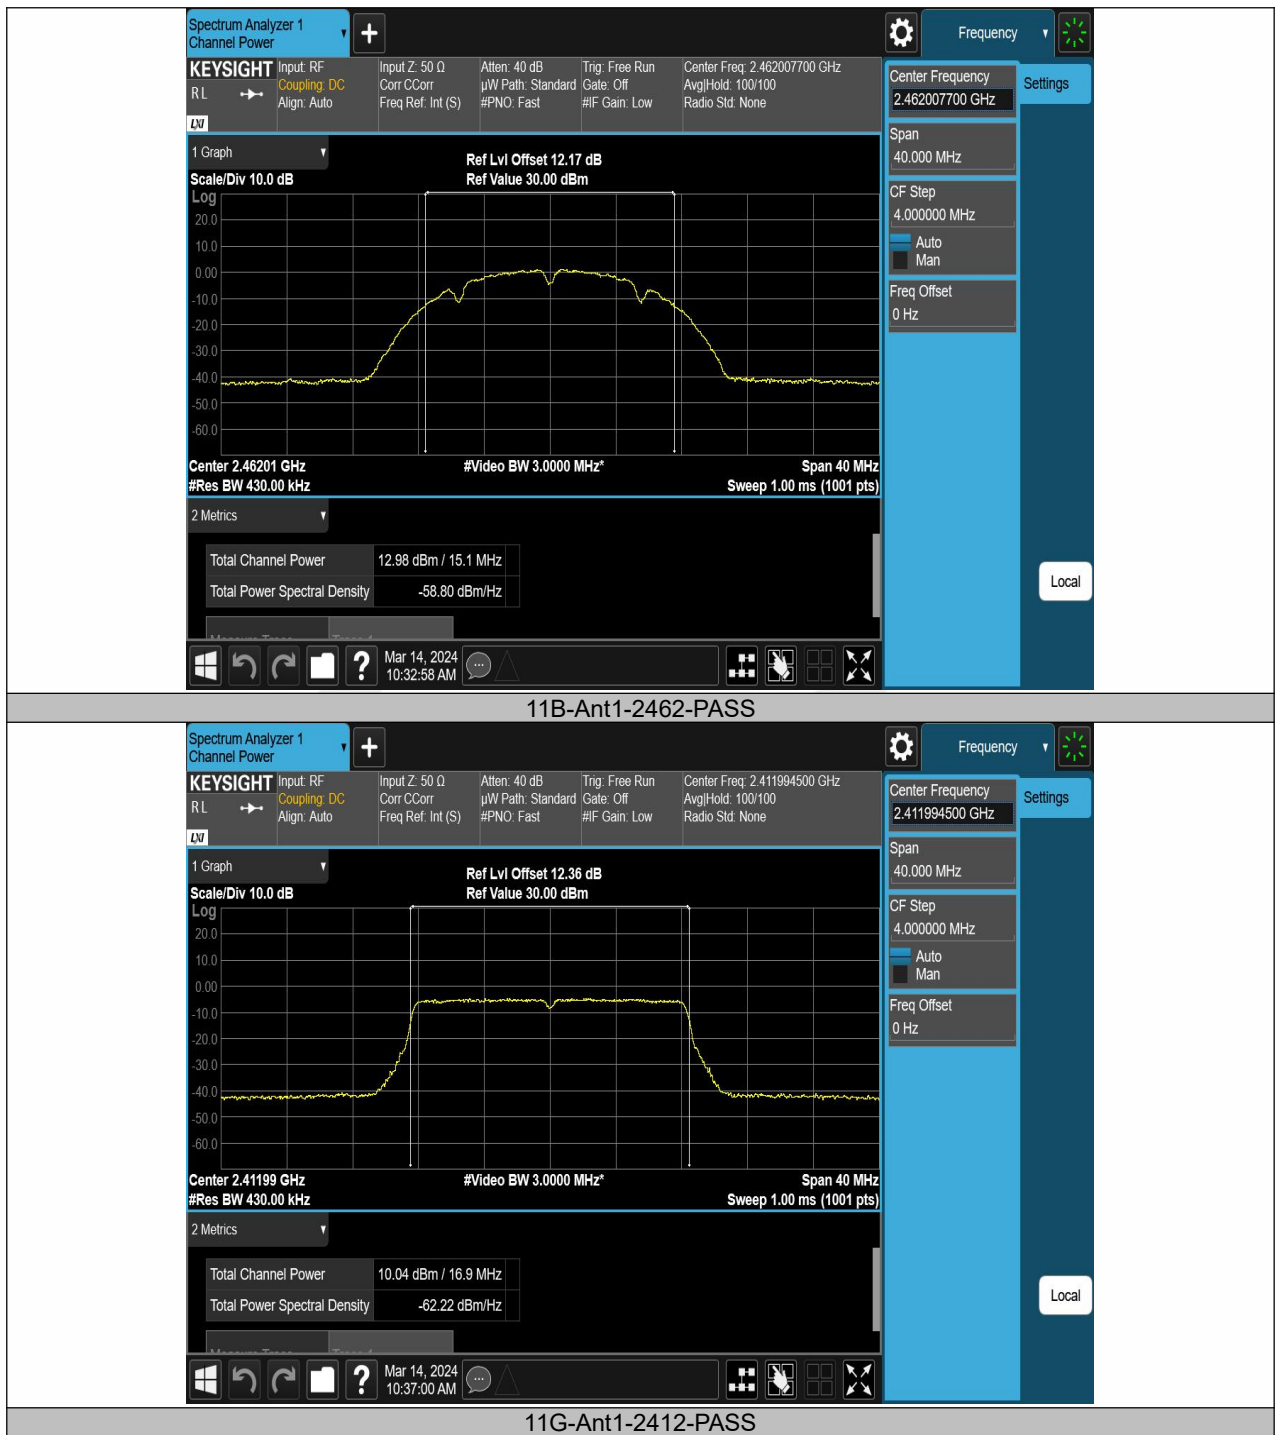 Spectrum Analyzer 1
Channel Power
+
Frequency
KEYSIGHT
R L
LXI
Input: RF
Coupling: DC
Align: Auto
Input Z: 50 Ω
Corr CCorr
Freq Ref: Int (S)
Atten: 40 dB
µW Path: Standard
#PNO: Fast
Trig: Free Run
Gate: Off
#IF Gain: Low
Center Freq: 2.462007700 GHz
Avg|Hold: 100/100
Radio Std: None
Center Frequency
2.462007700 GHz
Settings
Span
40.000 MHz
CF Step
4.000000 MHz
Auto
Man
Freq Offset
0 Hz
Local
1 Graph
Scale/Div 10.0 dB
Ref Lvl Offset 12.17 dB
Ref Value 30.00 dBm
Log
20.0
10.0
0.00
-10.0
-20.0
-30.0
-40.0
-50.0
-60.0
Center 2.46201 GHz
#Video BW 3.0000 MHz*
Span 40 MHz
#Res BW 430.00 kHz
Sweep 1.00 ms (1001 pts)
2 Metrics
Total Channel Power 12.98 dBm / 15.1 MHz
Total Power Spectral Density -58.80 dBm/Hz
?
Mar 14, 2024
10:32:58 AM
11B-Ant1-2462-PASS
Spectrum Analyzer 1
Channel Power
+
Frequency
KEYSIGHT
R L
LXI
Input: RF
Coupling: DC
Align: Auto
Input Z: 50 Ω
Corr CCorr
Freq Ref: Int (S)
Atten: 40 dB
µW Path: Standard
#PNO: Fast
Trig: Free Run
Gate: Off
#IF Gain: Low
Center Freq: 2.411994500 GHz
Avg|Hold: 100/100
Radio Std: None
Center Frequency
2.411994500 GHz
Settings
Span
40.000 MHz
CF Step
4.000000 MHz
Auto
Man
Freq Offset
0 Hz
Local
1 Graph
Scale/Div 10.0 dB
Ref Lvl Offset 12.36 dB
Ref Value 30.00 dBm
Log
20.0
10.0
0.00
-10.0
-20.0
-30.0
-40.0
-50.0
-60.0
Center 2.41199 GHz
#Video BW 3.0000 MHz*
Span 40 MHz
#Res BW 430.00 kHz
Sweep 1.00 ms (1001 pts)
2 Metrics
Total Channel Power 10.04 dBm / 16.9 MHz
Total Power Spectral Density -62.22 dBm/Hz
?
Mar 14, 2024
10:37:00 AM
11G-Ant1-2412-PASS